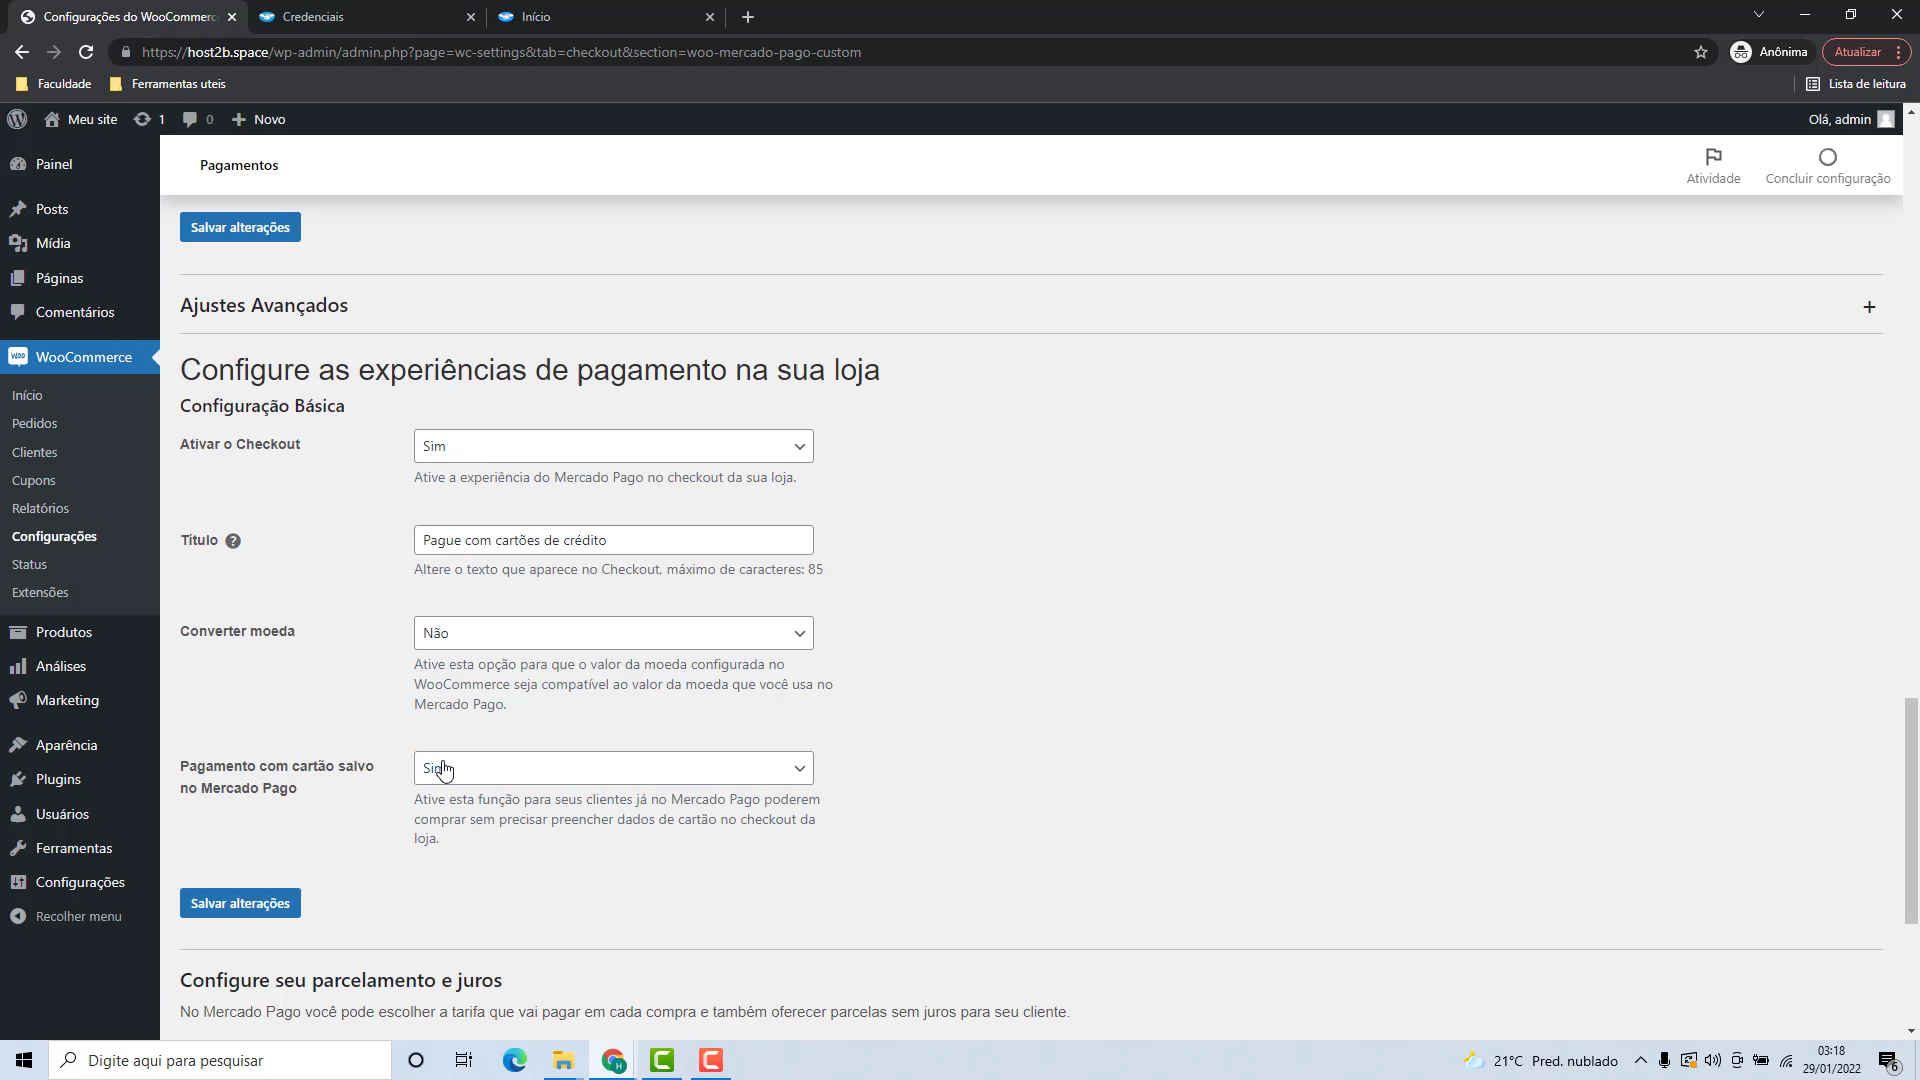 Configurações do WooCommerc
Credenciais
Início
https://host2b.space/wp-admin/admin.php?page=wc-settings&tab=checkout&section=woo-mercado-pago-custom
Anônima
Atualizar
Faculdade
Ferramentas uteis
Lista de leitura
Meu site
1
0
Novo
Olá, admin
Painel
Posts
Mídia
Páginas
Comentários
WooCommerce
Início
Pedidos
Clientes
Cupons
Relatórios
Configurações
Status
Extensões
Produtos
Análises
Marketing
Aparência
Plugins
Usuários
Ferramentas
Configurações
Recolher menu
Pagamentos
Atividade
Concluir configuração
Salvar alterações
Ajustes Avançados
+
Configure as experiências de pagamento na sua loja
Configuração Básica
Ativar o Checkout
Sim
Ative a experiência do Mercado Pago no checkout da sua loja.
Título ?
Pague com cartões de crédito
Altere o texto que aparece no Checkout, máximo de caracteres: 85
Converter moeda
Não
Ative esta opção para que o valor da moeda configurada no
WooCommerce seja compatível ao valor da moeda que você usa no
Mercado Pago.
Pagamento com cartão salvo
no Mercado Pago
Sim
Ative esta função para seus clientes já no Mercado Pago poderem
comprar sem precisar preencher dados de cartão no checkout da
loja.
Salvar alterações
Configure seu parcelamento e juros
No Mercado Pago você pode escolher a tarifa que vai pagar em cada compra e também oferecer parcelas sem juros para seu cliente.
Digite aqui para pesquisar
21°C Pred. nublado
03:18
29/01/2022
6